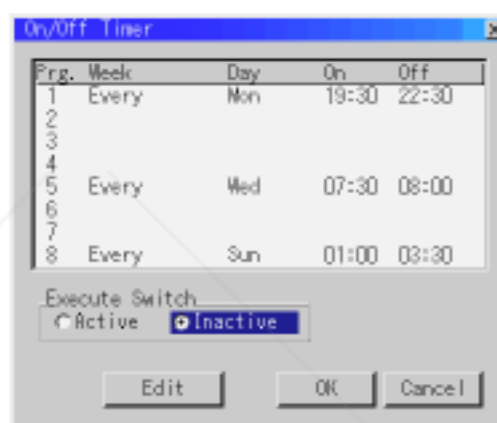 On/Off Timer
Prg. Week Day On Off
1 Every Mon 19:30 22:30
2
3
4
5 Every Wed 07:30 08:00
6
7
8 Every Sun 01:00 03:30
Execute Switch
Active Inactive
Edit OK Cancel